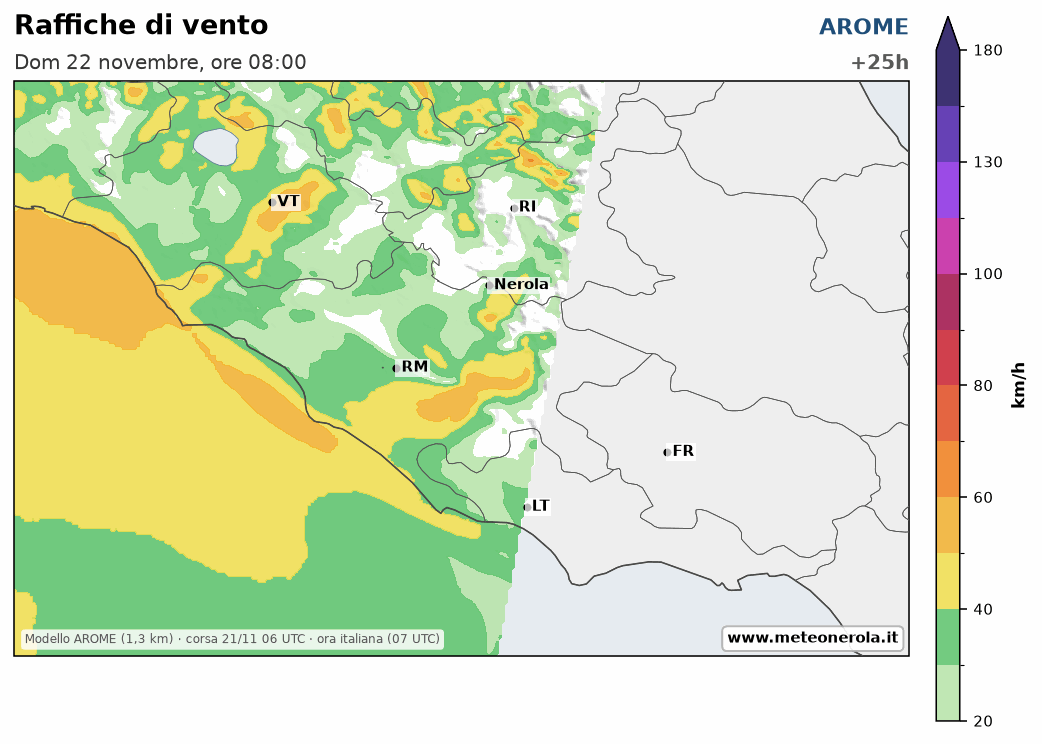 Raffiche di vento
AROME
Dom 22 novembre, ore 08:00
+25h
VT
RI
Nerola
RM
FR
LT
Modello AROME (1,3 km) · corsa 21/11 06 UTC · ora italiana (07 UTC)
www.meteonerola.it
180
130
100
80
60
40
20
km/h